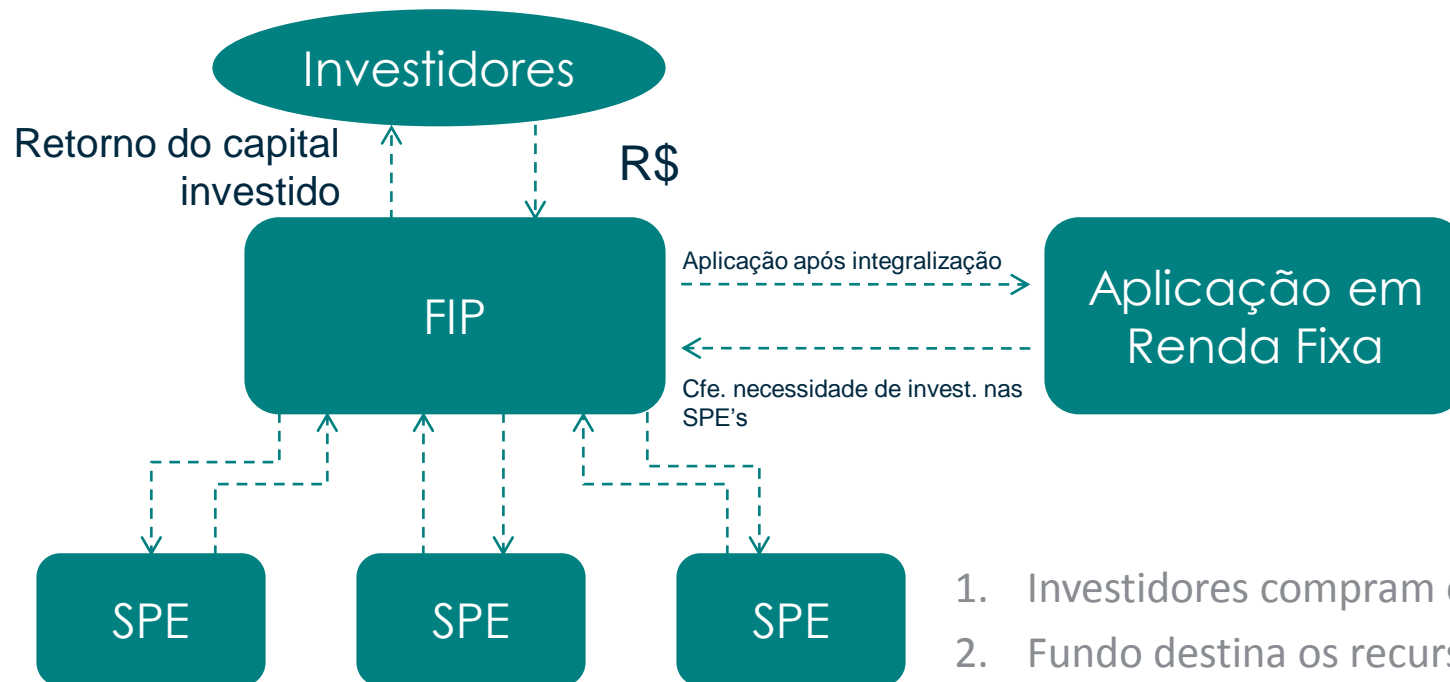 Investidores
Retorno do capital
investido
R$
FIP
Aplicação após integralização
Cfe. necessidade de invest. nas
SPE's
Aplicação em
Renda Fixa
SPE
SPE
SPE
1. Investidores compram
2. Fundo destina os